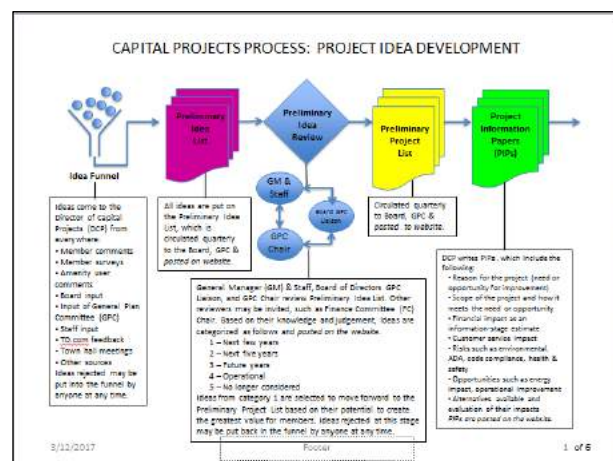 CAPITAL PROJECTS PROCESS: PROJECT IDEA DEVELOPMENT
Idea Funnel
Preliminary
Idea
List
Preliminary
Idea
Review
Preliminary
Project
List
Project
Information
Papers
(PIPs)
GM &
Staff
Board GPC
Liaison
GPC
Chair
Ideas come to the
Director of capital
Projects (DCP) from
everywhere:
• Member comments
• Member surveys
• Amenity user
comments
• Board input
• Input of General Plan
Committee (GPC)
• Staff input
• TD.com feedback
• Town hall meetings
• Other sources
Ideas rejected may be
put into the funnel by
anyone at any time.
All ideas are put on
the Preliminary Idea
List, which is
circulated quarterly
to the Board, GPC &
posted on website.
General Manager (GM) & Staff, Board of Directors GPC
Liaison, and GPC Chair review Preliminary Idea List. Other
reviewers may be invited, such as Finance Committee (FC)
Chair. Based on their knowledge and judgement, ideas are
categorized as follows and posted on the website.
1 – Next few years
2 – Next five years
3 – Future years
4 – Operational
5 – No longer considered
Ideas from category 1 are selected to move forward to the
Preliminary Project List based on their potential to create
the greatest value for members. Ideas rejected at this stage
may be put back in the funnel by anyone at any time.
Circulated quarterly
to Board, GPC &
posted to website.
DCP writes PIPs, which include the
following:
• Reason for the project (need or
opportunity for improvement)
• Scope of the project and how it
meets the need or opportunity
• Financial impact as an
information-stage estimate
• Customer service impact
• Risks such as environmental,
ADA, code compliance, health &
safety
• Opportunities such as energy
impact, operational improvement
• Alternatives available and
evaluation of their impacts
PIPs are posted on the website.
3/12/2017
Footer
1 of 6